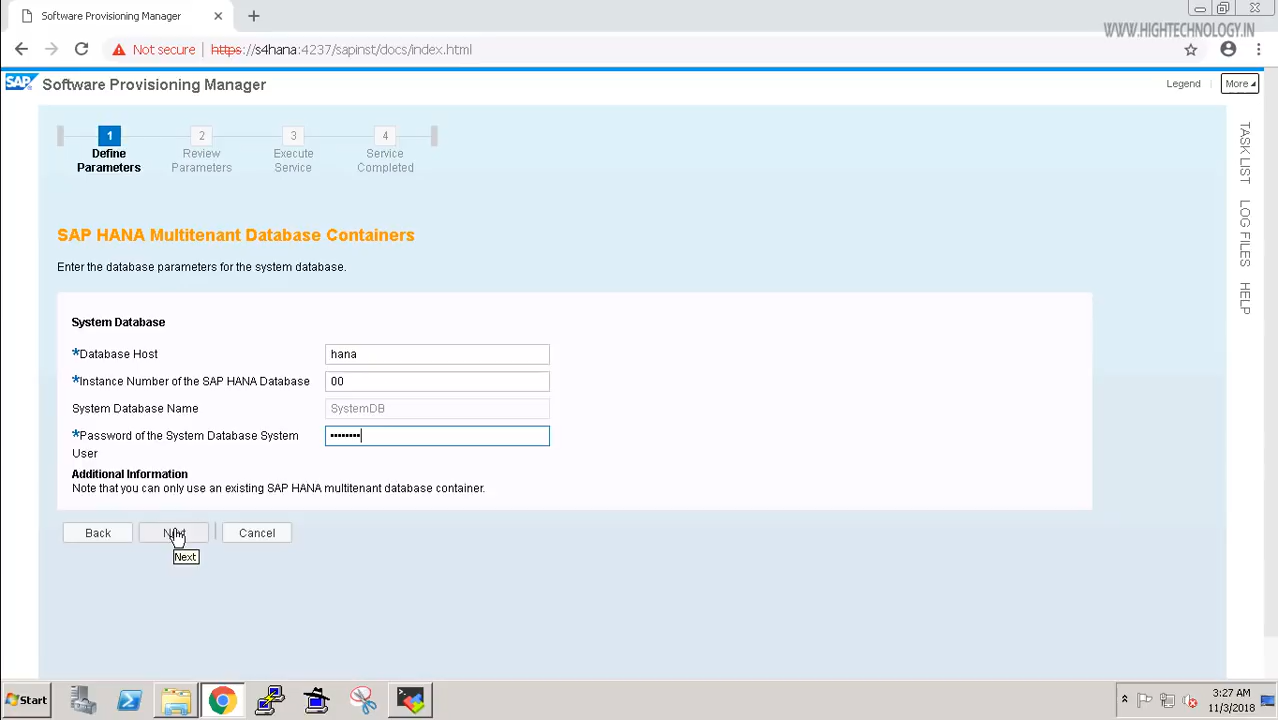 Software Provisioning Manager
WWW.HIGHTECHNOLOGY.IN
Not secure
https://s4hana:4237/sapinst/docs/index.html
SAP
Software Provisioning Manager
Legend
More
1
2
3
4
Define
Parameters
Review
Parameters
Execute
Service
Service
Completed
TASK LIST
LOG FILES
HELP
SAP HANA Multitenant Database Containers
Enter the database parameters for the system database.
System Database
*Database Host
hana
*Instance Number of the SAP HANA Database
00
System Database Name
SystemDB
*Password of the System Database System
User
••••••••
Additional Information
Note that you can only use an existing SAP HANA multitenant database container.
Back
Next
Cancel
Next
Start
3:27 AM
11/3/2018